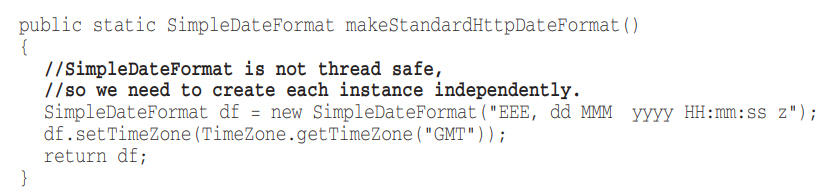 public static SimpleDateFormat makeStandardHttpDateFormat()
{
//SimpleDateFormat is not thread safe,
//so we need to create each instance independently.
SimpleDateFormat df = new SimpleDateFormat("EEE, dd MMM  yyyy HH:mm:ss z");
df.setTimeZone(TimeZone.getTimeZone("GMT"));
return df;
}